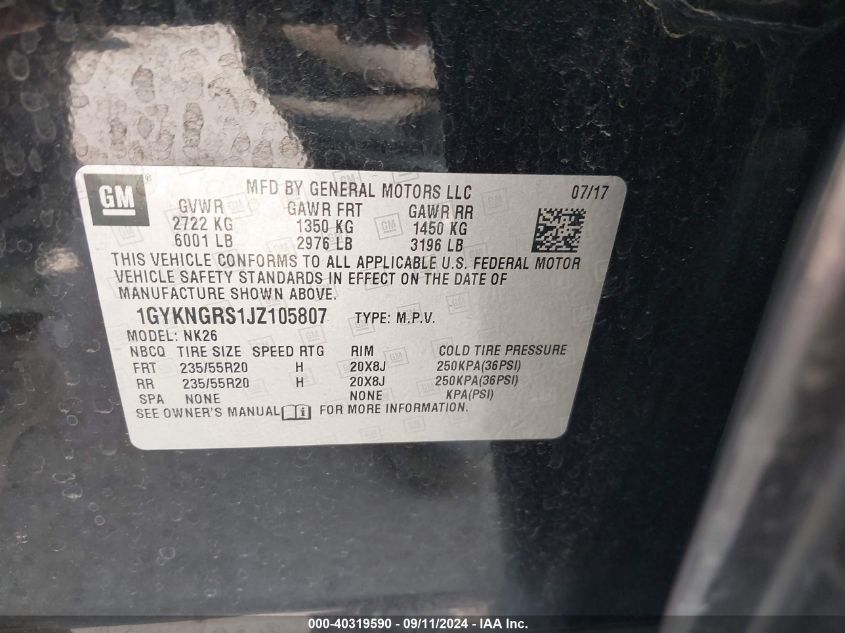 GM ®
MFD BY GENERAL MOTORS LLC 07/17
GVWR GAWR FRT GAWR RR
2722 KG 1350 KG 1450 KG
6001 LB 2976 LB 3196 LB
THIS VEHICLE CONFORMS TO ALL APPLICABLE U.S. FEDERAL MOTOR
VEHICLE SAFETY STANDARDS IN EFFECT ON THE DATE OF
MANUFACTURE SHOWN ABOVE.
1GYKNGRS1JZ105807 TYPE: M.P.V.
MODEL: NK26
NBCQ TIRE SIZE SPEED RTG RIM COLD TIRE PRESSURE
FRT 235/55R20 H 20X8J 250KPA(36PSI)
RR 235/55R20 H 20X8J 250KPA(36PSI)
SPA NONE NONE KPA(PSI)
SEE OWNER'S MANUAL FOR MORE INFORMATION.
000-40319590 - 09/11/2024 - IAA Inc.